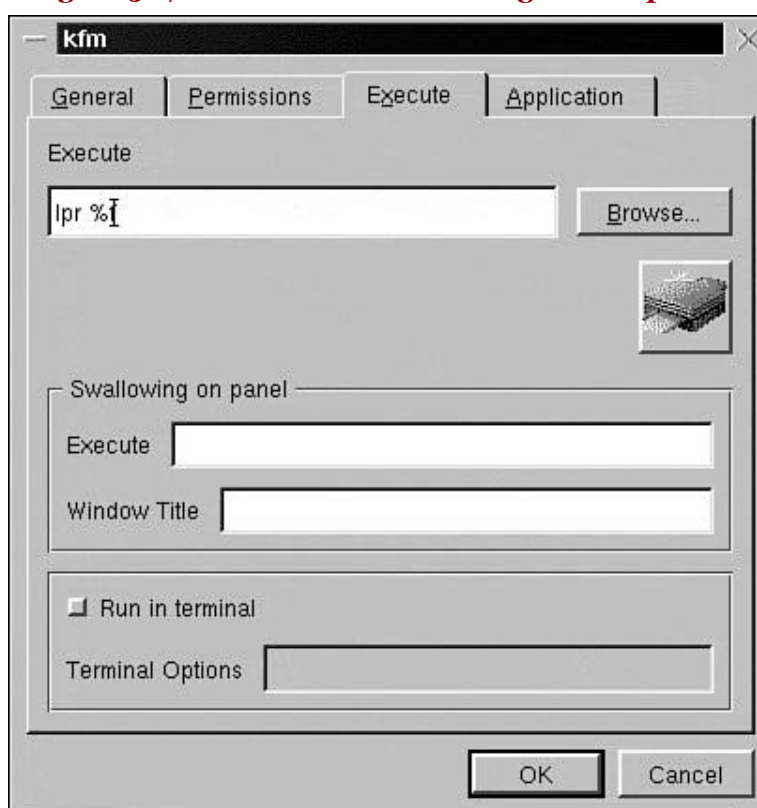 kfm
General Permissions Execute Application
Execute
lpr %f Browse...
Swallowing on panel
Execute
Window Title
Run in terminal
Terminal Options
OK Cancel